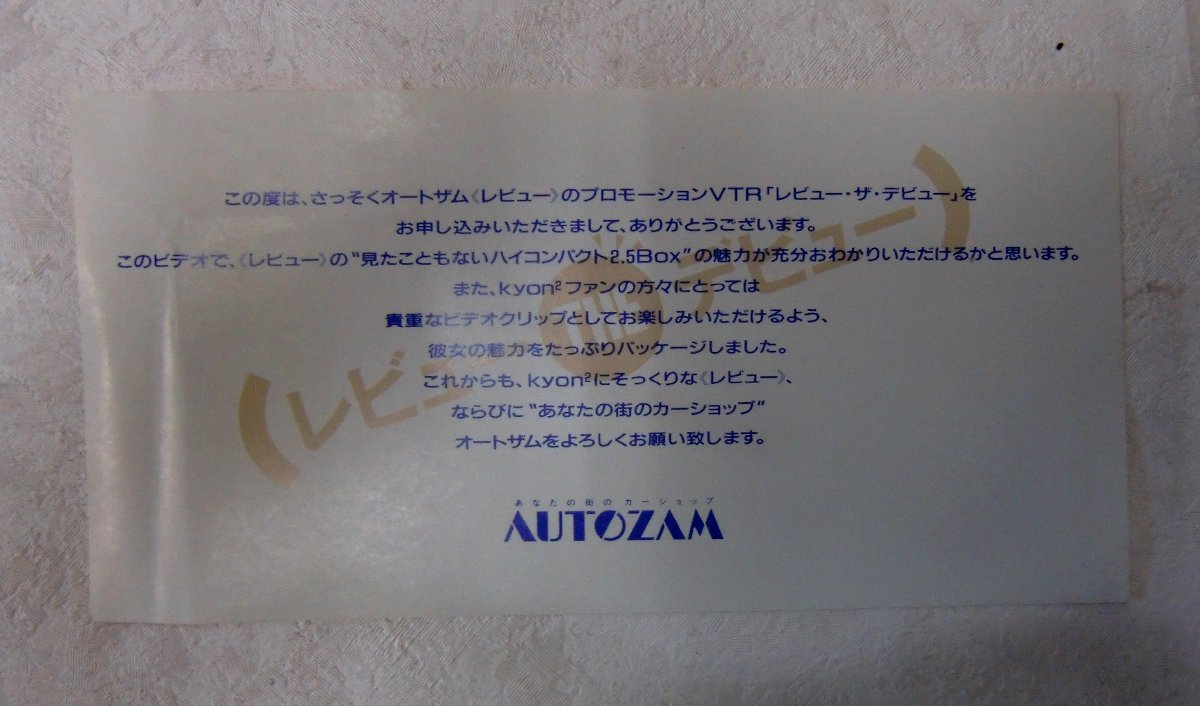 この度は、さっそくオートザム《レビュー》のプロモーションVTR「レビュー・ザ・デビュー」を
お申し込みいただきまして、ありがとうございます。
このビデオで、《レビュー》の“見たこともないハイコンパクト2.5Box”の魅力が充分おわかりいただけるかと思います。
また、kyon²ファンの方々にとっては
貴重なビデオクリップとしてお楽しみいただけるよう、
彼女の魅力をたっぷりパッケージしました。
これからも、kyon²にそっくりな《レビュー》、
ならびに“あなたの街のカーショップ”
オートザムをよろしくお願い致します。
(レビュー THE デビュー)
あなたの街のカーショップ
AUTOZAM